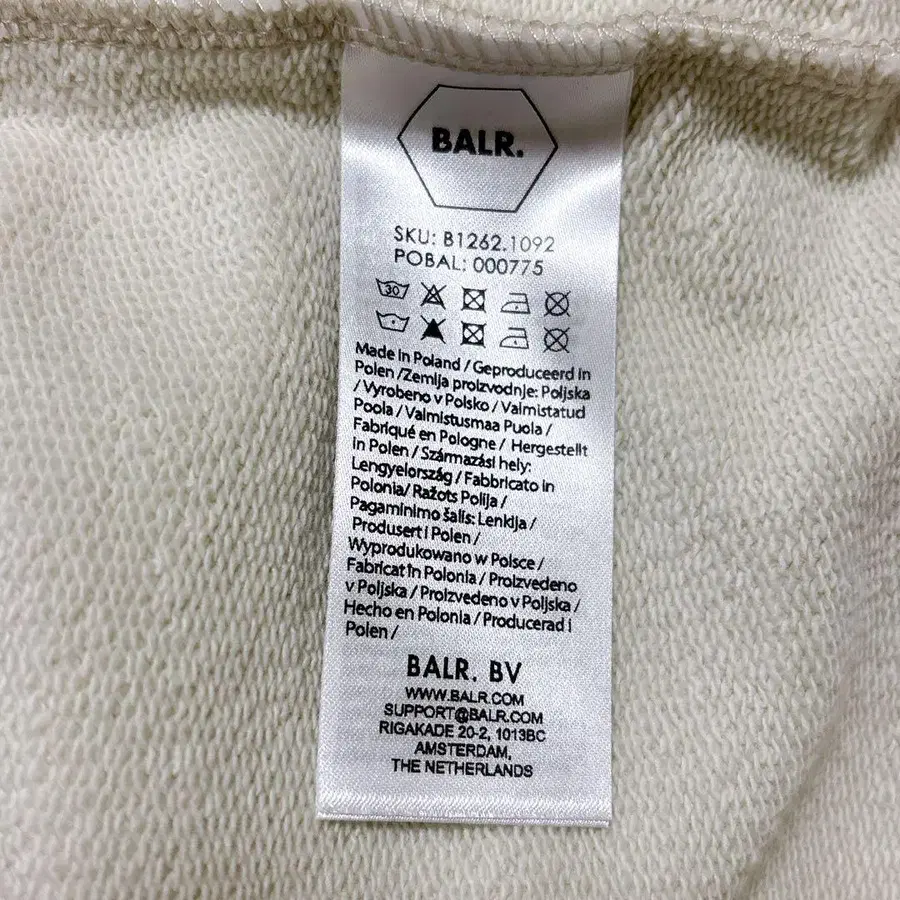 BALR.
SKU: B1262.1092
POBAL: 000775
30
Made in Poland / Geproduceerd in
Polen /Zemlja proizvodnje: Poljska
/ Vyrobeno v Polsko / Valmistatud
Poola / Valmistusmaa Puola /
Fabriqué en Pologne / Hergestellt
in Polen / Származási hely:
Lengyelország / Fabbricato in
Polonia/ Ražots Polija /
Pagaminimo šalis: Lenkija /
Produsert i Polen /
Wyprodukowano w Polsce /
Fabricat în Polonia / Proizvedeno
v Poljska / Proizvedeno v Poljska /
Hecho en Polonia / Producerad i
Polen /
BALR. BV
WWW.BALR.COM
SUPPORT@BALR.COM
RIGAKADE 20-2, 1013BC
AMSTERDAM,
THE NETHERLANDS